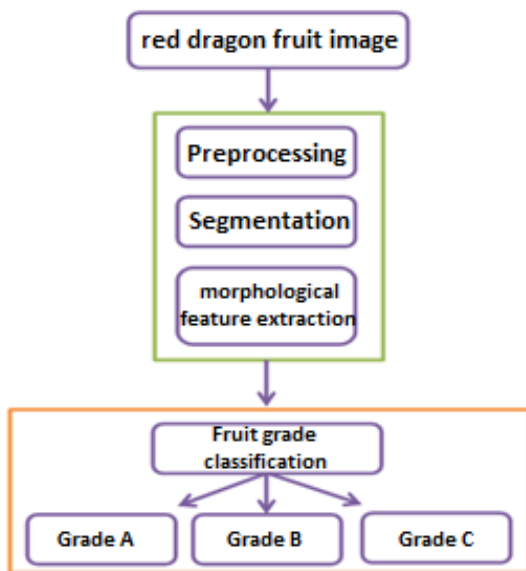 red dragon fruit image
Preprocessing
Segmentation
morphological
feature extraction
Fruit grade
classification
Grade A
Grade B
Grade C